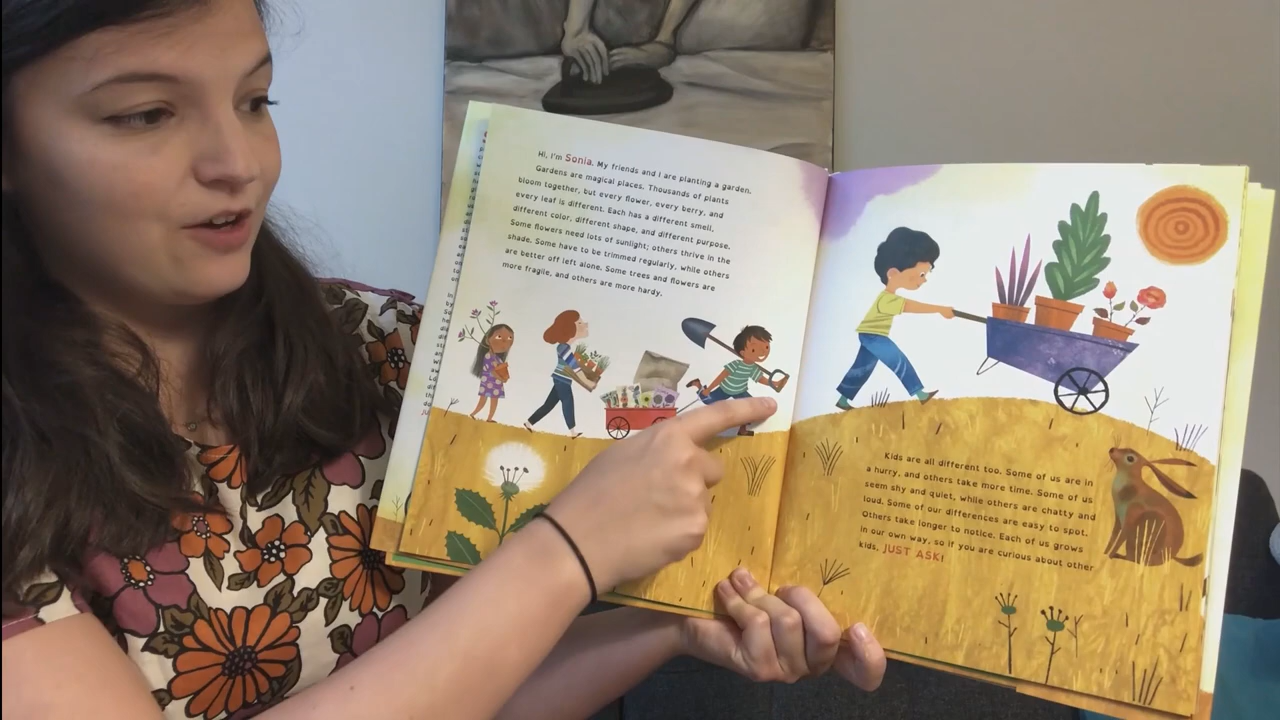 Hi, I'm Sonia. My friends and I are planting a garden.
Gardens are magical places. Thousands of plants
bloom together, but every flower, every berry, and
every leaf is different. Each has a different smell,
different color, different shape, and different purpose.
Some flowers need lots of sunlight; others thrive in the
shade. Some have to be trimmed regularly, while others
are better off left alone. Some trees and flowers are
more fragile, and others are more hardy.
Kids are all different too. Some of us are in
a hurry, and others take more time. Some of us
seem shy and quiet, while others are chatty and
loud. Some of our differences are easy to spot.
Others take longer to notice. Each of us grows
in our own way, so if you are curious about other
kids, JUST ASK!